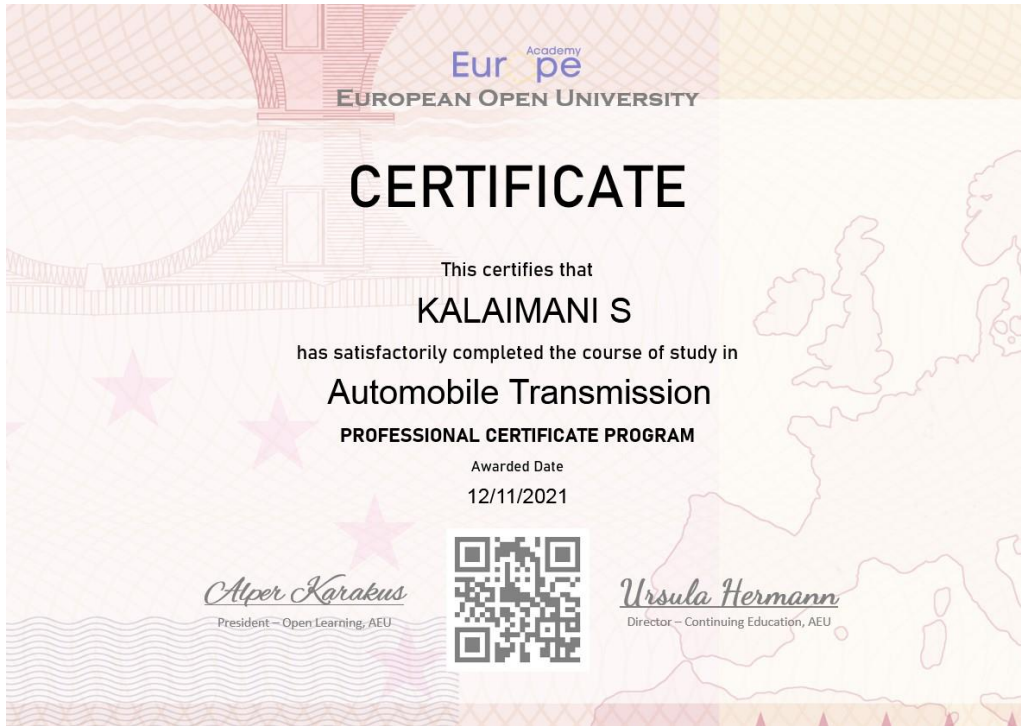 Academy
Europe
EUROPEAN OPEN UNIVERSITY
CERTIFICATE
This certifies that
KALAIMANI S
has satisfactorily completed the course of study in
Automobile Transmission
PROFESSIONAL CERTIFICATE PROGRAM
Awarded Date
12/11/2021
Alper Karakus
President – Open Learning, AEU
Ursula Hermann
Director – Continuing Education, AEU